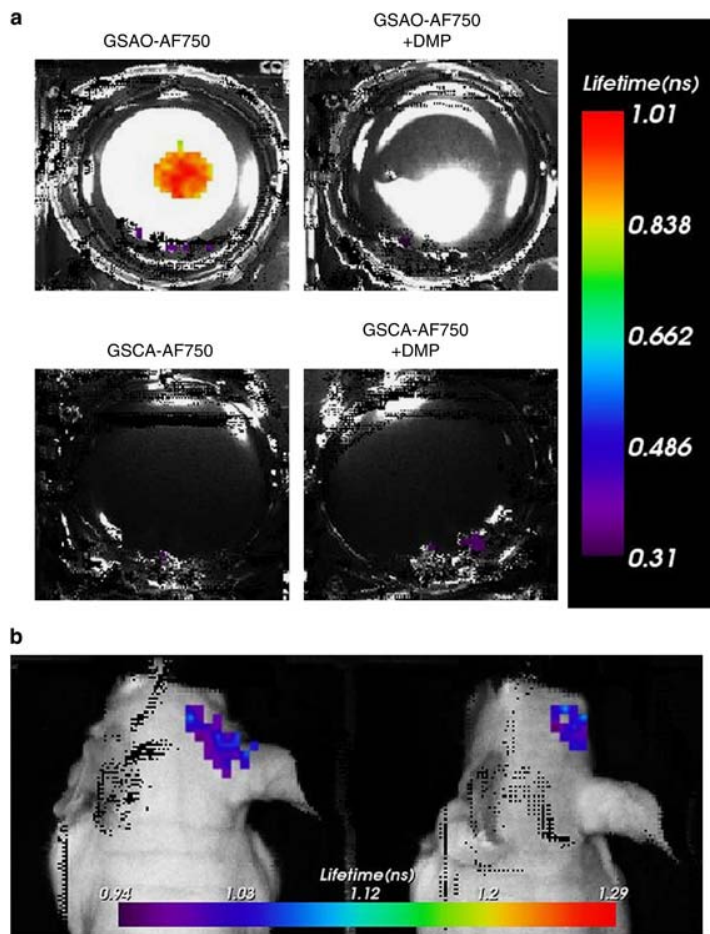 a
GSAO-AF750
GSAO-AF750
+DMP
Lifetime(ns)
1.01
0.838
0.662
0.486
0.31
GSCA-AF750
GSCA-AF750
+DMP
b
Lifetime(ns)
0.94 1.03 1.12 1.2 1.29